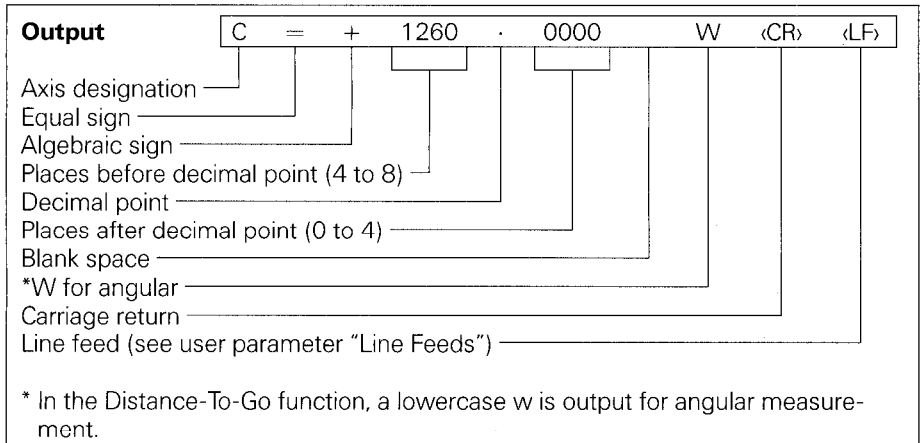 Output C = + 1260 . 0000 W ‹CR› ‹LF›
Axis designation
Equal sign
Algebraic sign
Places before decimal point (4 to 8)
Decimal point
Places after decimal point (0 to 4)
Blank space
*W for angular
Carriage return
Line feed (see user parameter "Line Feeds")
* In the Distance-To-Go function, a lowercase w is output for angular measure-
ment.